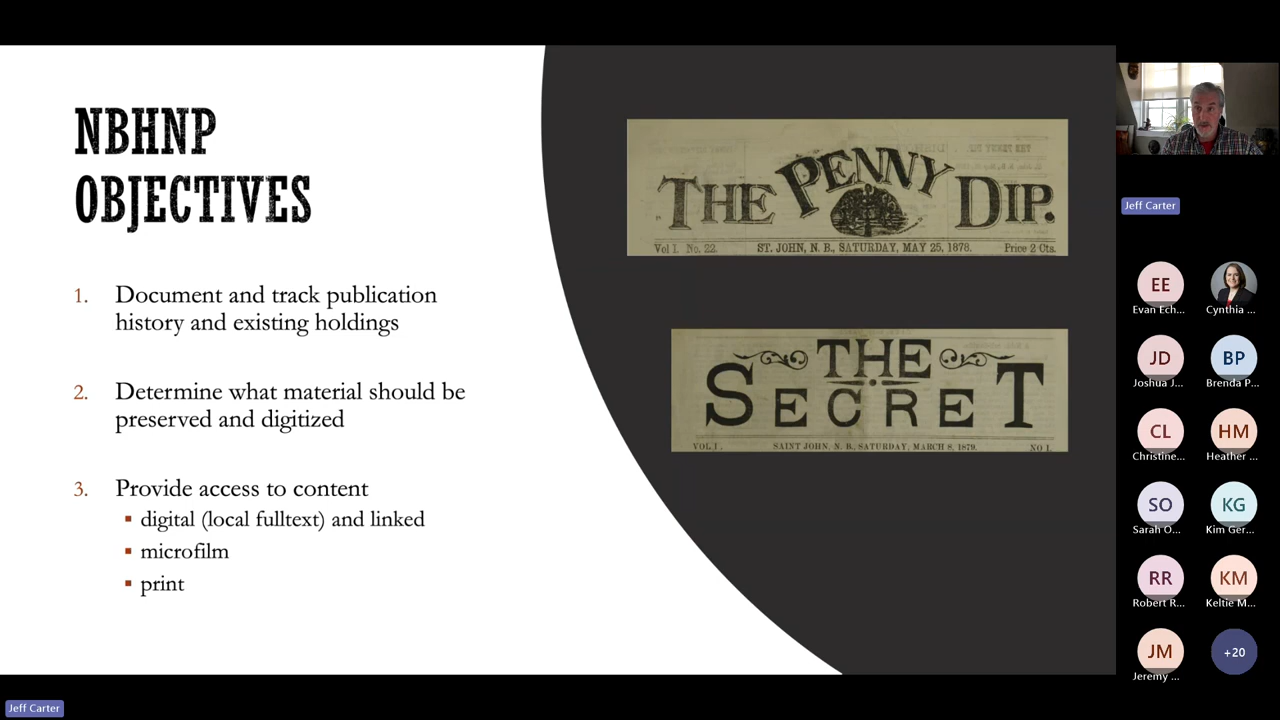 NBHNP
OBJECTIVES
1. Document and track publication
history and existing holdings
2. Determine what material should be
preserved and digitized
3. Provide access to content
▪ digital (local fulltext) and linked
▪ microfilm
▪ print
THE PENNY DIP.
Vol I. No. 22. ST. JOHN, N. B., SATURDAY, MAY 25, 1878. Price 2 Cts.
THE
SECRET
VOL I. SAINT JOHN, N. B., SATURDAY, MARCH 8, 1879. NO 1.
Jeff Carter
EE
Evan Ech...
Cynthia ...
JD
Joshua J...
BP
Brenda P...
CL
Christine...
HM
Heather ...
SO
Sarah O...
KG
Kim Ger...
RR
Robert R...
KM
Keltie M...
JM
Jeremy ...
+20
Jeff Carter